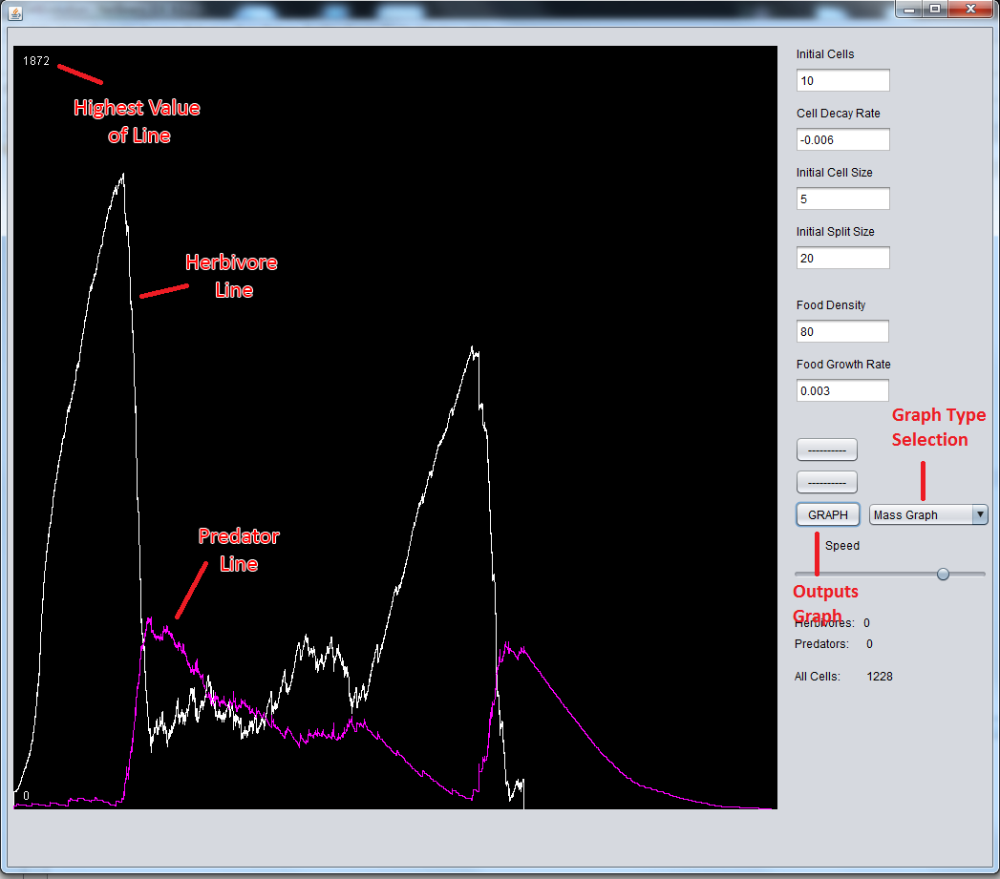 1872
Highest Value
of Line
Herbivore
Line
Predator
Line
0
Initial Cells
10
Cell Decay Rate
-0.006
Initial Cell Size
5
Initial Split Size
20
Food Density
80
Food Growth Rate
0.003
Graph Type
Selection
----------
----------
GRAPH
Mass Graph
Speed
Outputs
Graph
Herbivores: 0
Predators: 0
All Cells: 1228